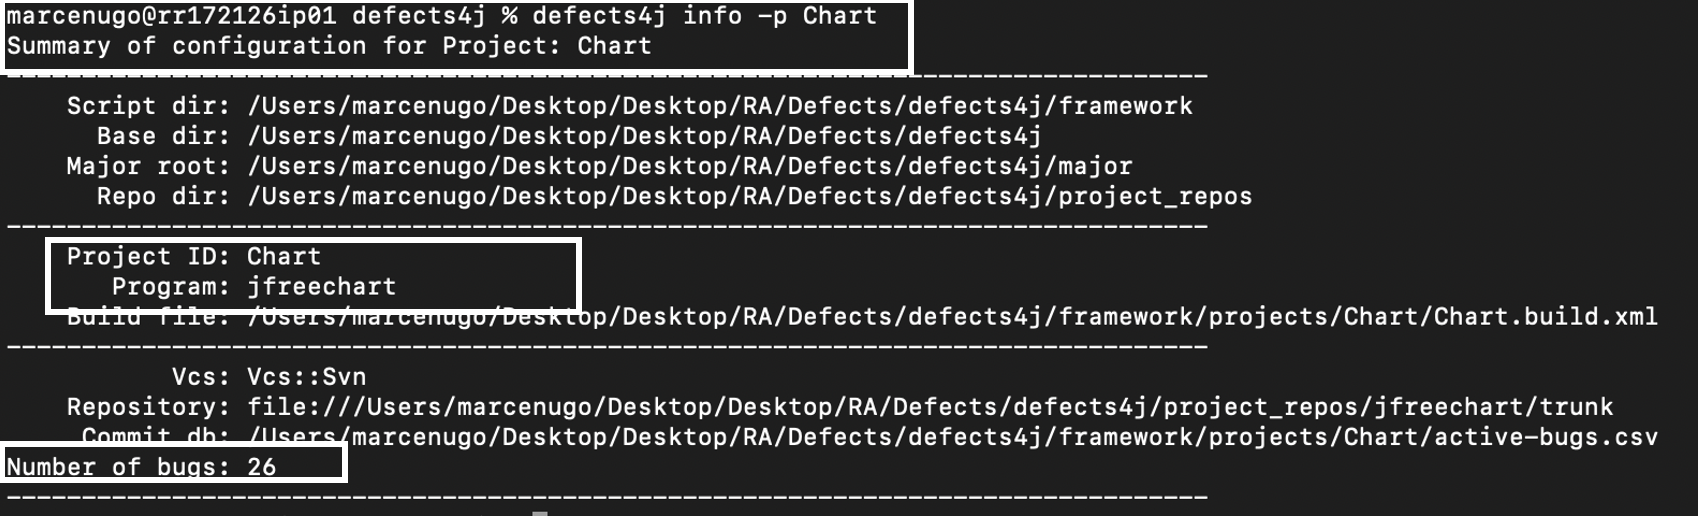 marcenugo@rr172126ip01 defects4j % defects4j info -p Chart
Summary of configuration for Project: Chart
--------------------------------------------------------------------------------
Script dir: /Users/marcenugo/Desktop/Desktop/RA/Defects/defects4j/framework
Base dir: /Users/marcenugo/Desktop/Desktop/RA/Defects/defects4j
Major root: /Users/marcenugo/Desktop/Desktop/RA/Defects/defects4j/major
Repo dir: /Users/marcenugo/Desktop/Desktop/RA/Defects/defects4j/project_repos
--------------------------------------------------------------------------------
Project ID: Chart
Program: jfreechart
Build file: /Users/marcenugo/Desktop/Desktop/RA/Defects/defects4j/framework/projects/Chart/Chart.build.xml
--------------------------------------------------------------------------------
Vcs: Vcs::Svn
Repository: file:///Users/marcenugo/Desktop/Desktop/RA/Defects/defects4j/project_repos/jfreechart/trunk
Commit db: /Users/marcenugo/Desktop/Desktop/RA/Defects/defects4j/framework/projects/Chart/active-bugs.csv
Number of bugs: 26
--------------------------------------------------------------------------------